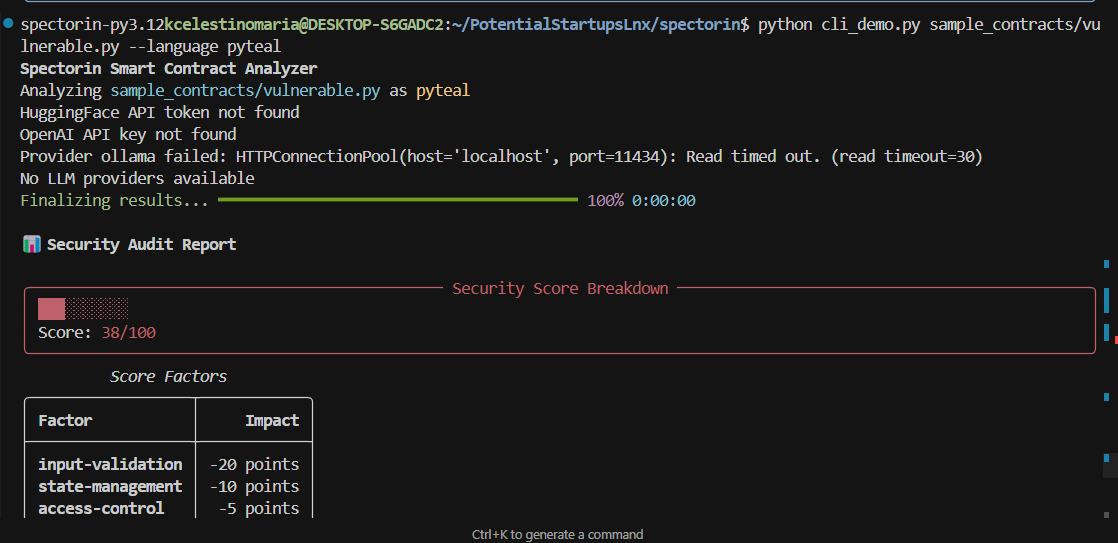 spectorin-py3.12kcelestinomaria@DESKTOP-S6GADC2:~/PotentialStartupsLnx/spectorin$ python cli_demo.py sample_contracts/vu
lnerable.py --language pyteal
Spectorin Smart Contract Analyzer
Analyzing sample_contracts/vulnerable.py as pyteal
HuggingFace API token not found
OpenAI API key not found
Provider ollama failed: HTTPConnectionPool(host='localhost', port=11434): Read timed out. (read timeout=30)
No LLM providers available
Finalizing results... 100% 0:00:00
Security Audit Report
Security Score Breakdown
Score: 38/100
Score Factors
Factor Impact
input-validation -20 points
state-management -10 points
access-control -5 points
Ctrl+K to generate a command